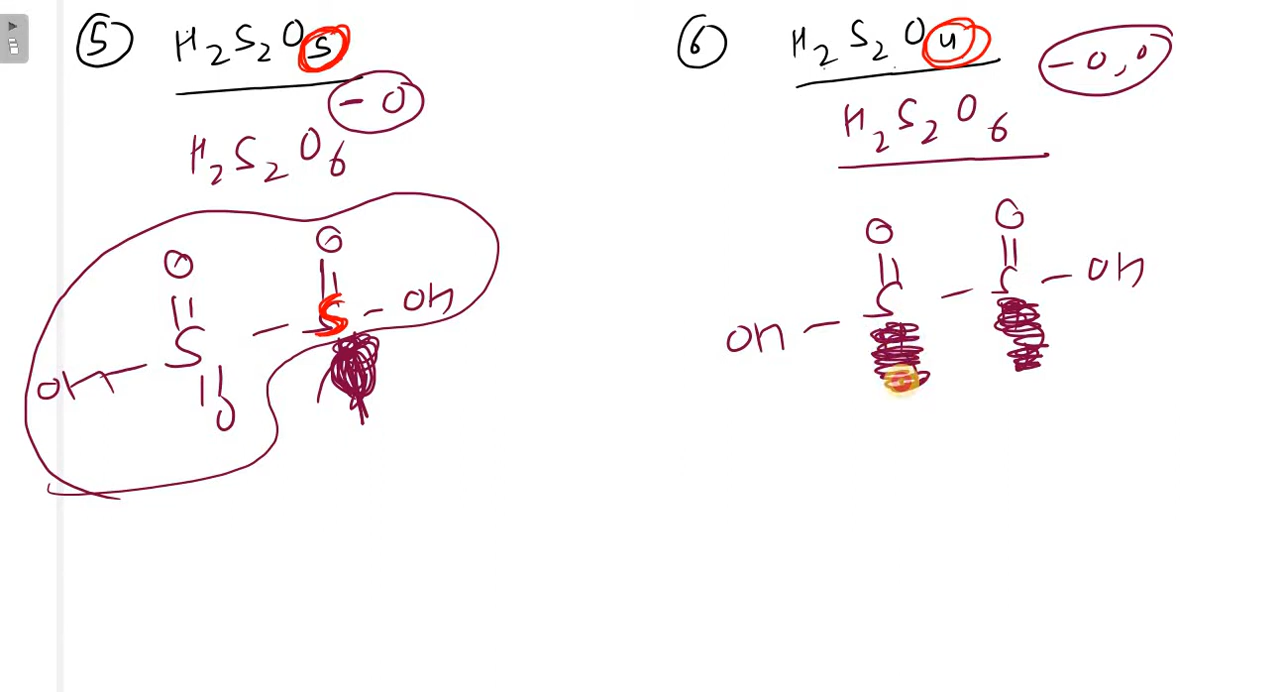 5 H2S2O5
- O
H2S2O6
O O
S - S - OH
OH -
O
6 H2S2O4
- O, O
H2S2O6
O O
OH - S - S - OH